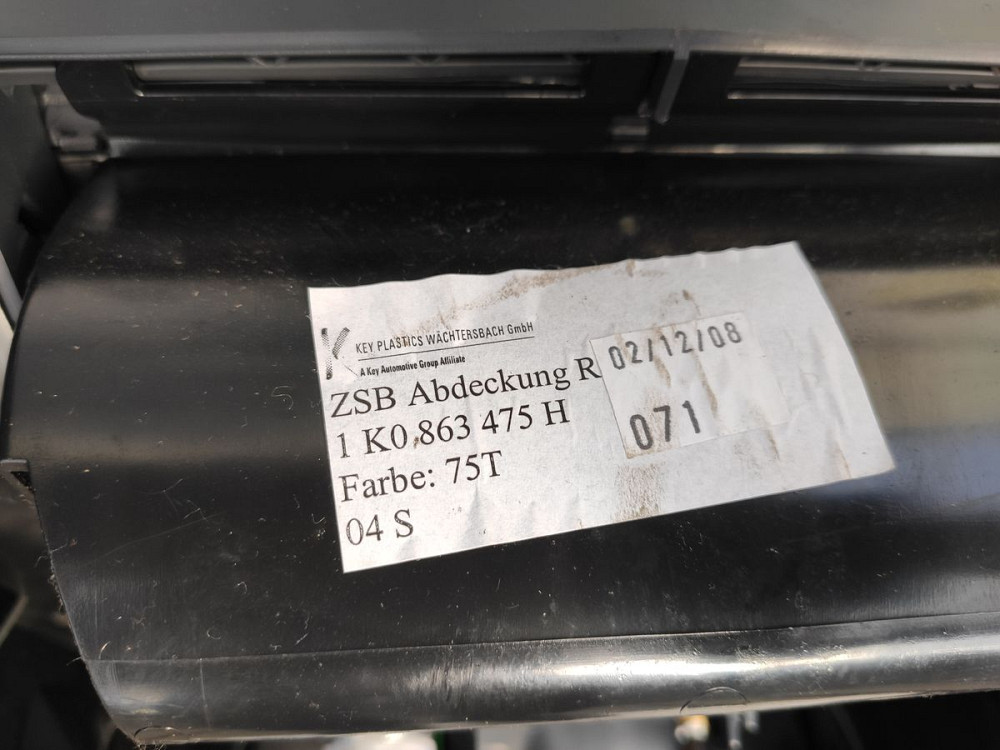 KEY PLASTICS WÄCHTERSBACH GmbH
A Key Automotive Group Affiliate
ZSB Abdeckung R
1 K0 863 475 H
Farbe: 75T
04 S
02/12/08
071